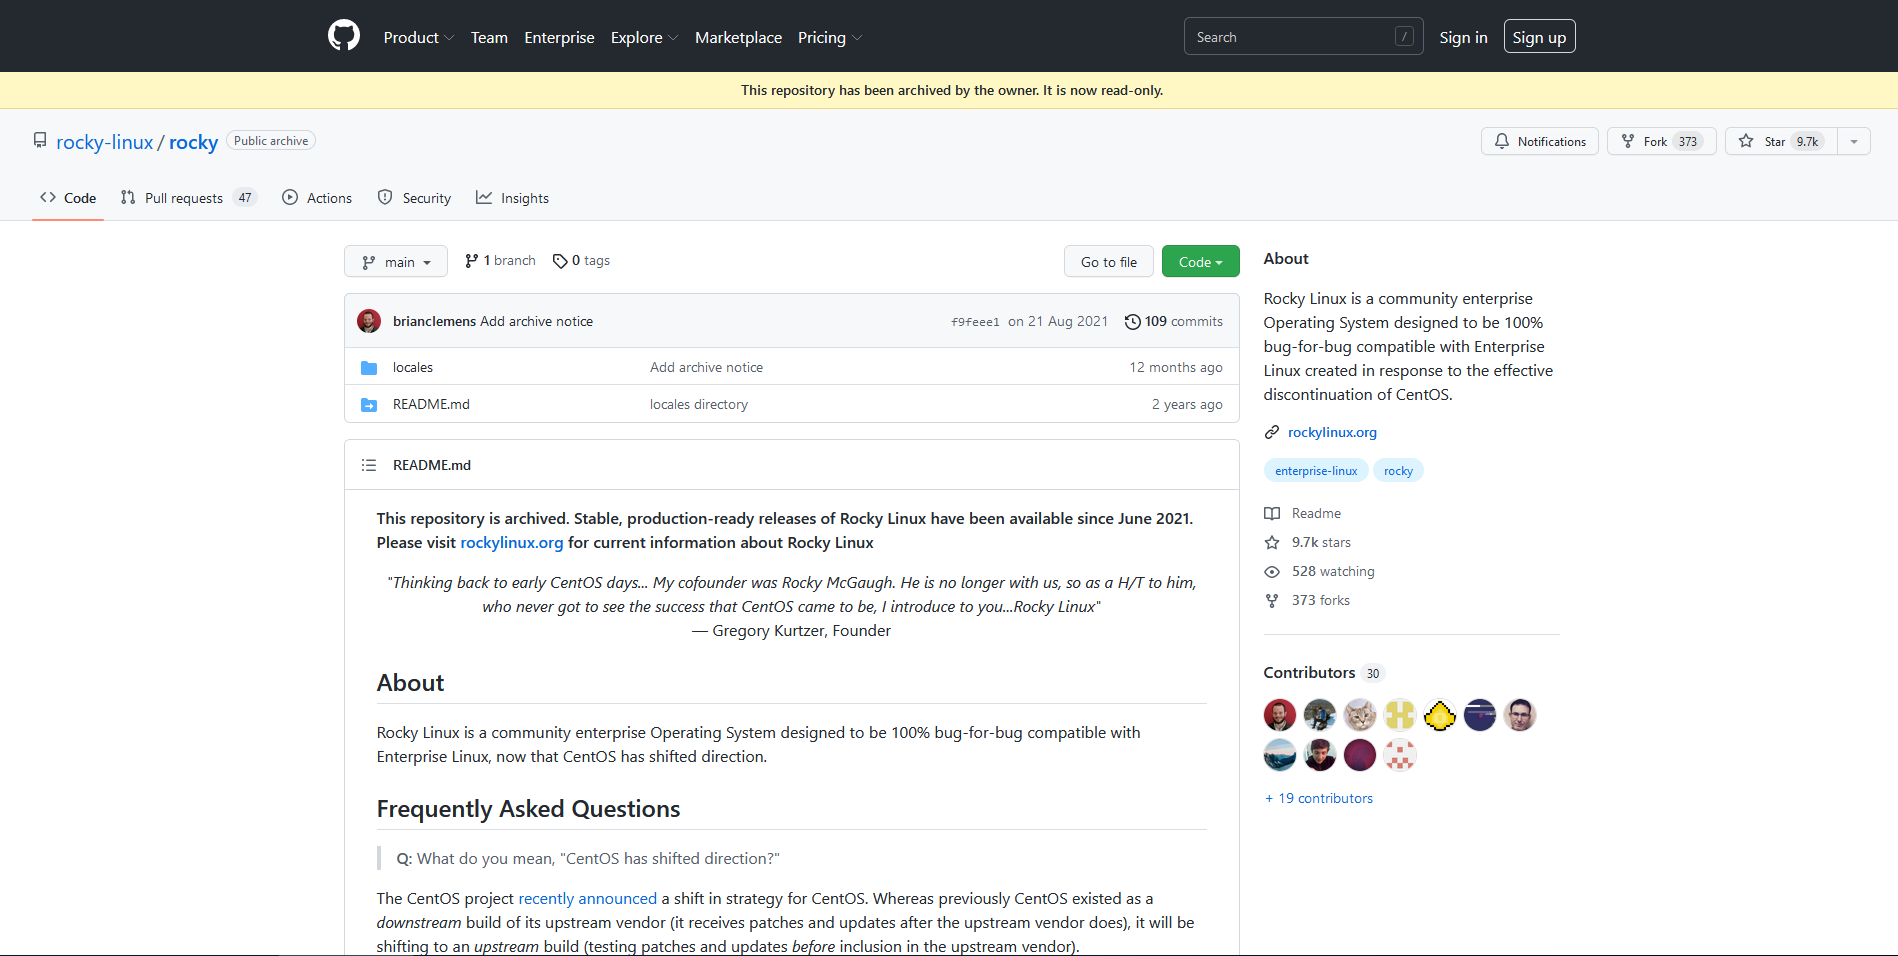 Product Team Enterprise Explore Marketplace Pricing Search / Sign in Sign up
This repository has been archived by the owner. It is now read-only.
rocky-linux / rocky Public archive Notifications Fork 373 Star 9.7k
Code Pull requests 47 Actions Security Insights
main 1 branch 0 tags Go to file Code
brianclemens Add archive notice f9feee1 on 21 Aug 2021 109 commits
locales Add archive notice 12 months ago
README.md locales directory 2 years ago
README.md
This repository is archived. Stable, production-ready releases of Rocky Linux have been available since June 2021.
Please visit rockylinux.org for current information about Rocky Linux
"Thinking back to early CentOS days... My cofounder was Rocky McGaugh. He is no longer with us, so as a H/T to him,
who never got to see the success that CentOS came to be, I introduce to you...Rocky Linux"
— Gregory Kurtzer, Founder
About
Rocky Linux is a community enterprise Operating System designed to be 100% bug-for-bug compatible with
Enterprise Linux, now that CentOS has shifted direction.
Frequently Asked Questions
Q: What do you mean, "CentOS has shifted direction?"
The CentOS project recently announced a shift in strategy for CentOS. Whereas previously CentOS existed as a
downstream build of its upstream vendor (it receives patches and updates after the upstream vendor does), it will be
shifting to an upstream build (testing patches and updates before inclusion in the upstream vendor).
About
Rocky Linux is a community enterprise
Operating System designed to be 100%
bug-for-bug compatible with Enterprise
Linux created in response to the effective
discontinuation of CentOS.
rockylinux.org
enterprise-linux rocky
Readme
9.7k stars
528 watching
373 forks
Contributors 30
+ 19 contributors